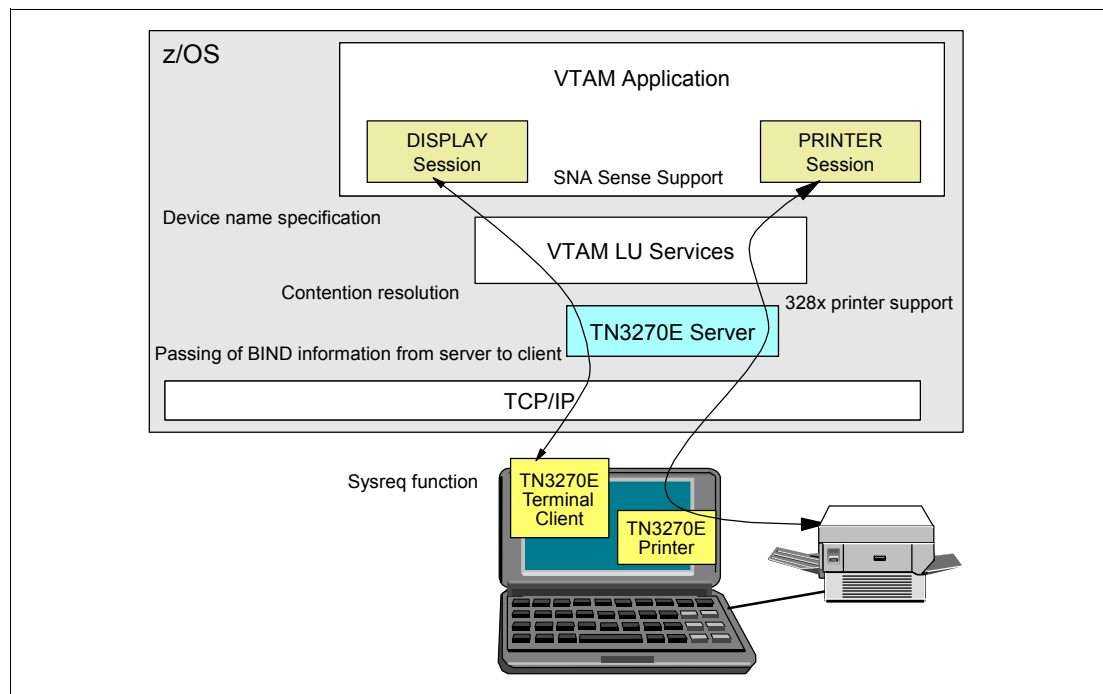 z/OS
VTAM Application
DISPLAY
Session
PRINTER
Session
SNA Sense Support
Device name specification
VTAM LU Services
Contention resolution
328x printer support
TN3270E Server
Passing of BIND information from server to client
TCP/IP
Sysreq function
TN3270E
Terminal
Client
TN3270E
Printer